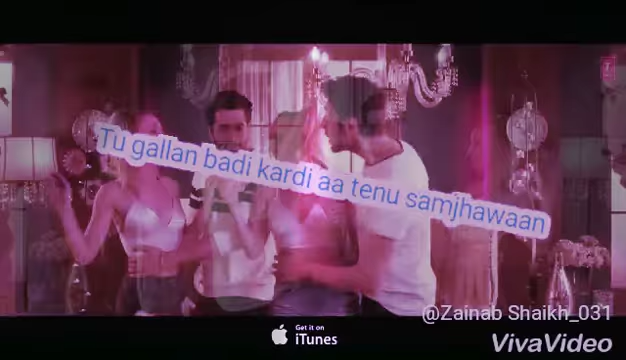 Tu gallan badi kardi aa tenu samjhawaan
@Zainab Shaikh_031
Get it on
iTunes
VivaVideo